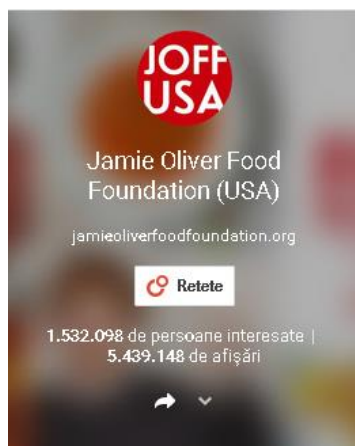 JOFF
USA
Jamie Oliver Food
Foundation (USA)
jamieoliverfoodfoundation.org
Retete
1.532.098 de persoane interesate |
5.439.148 de afișări